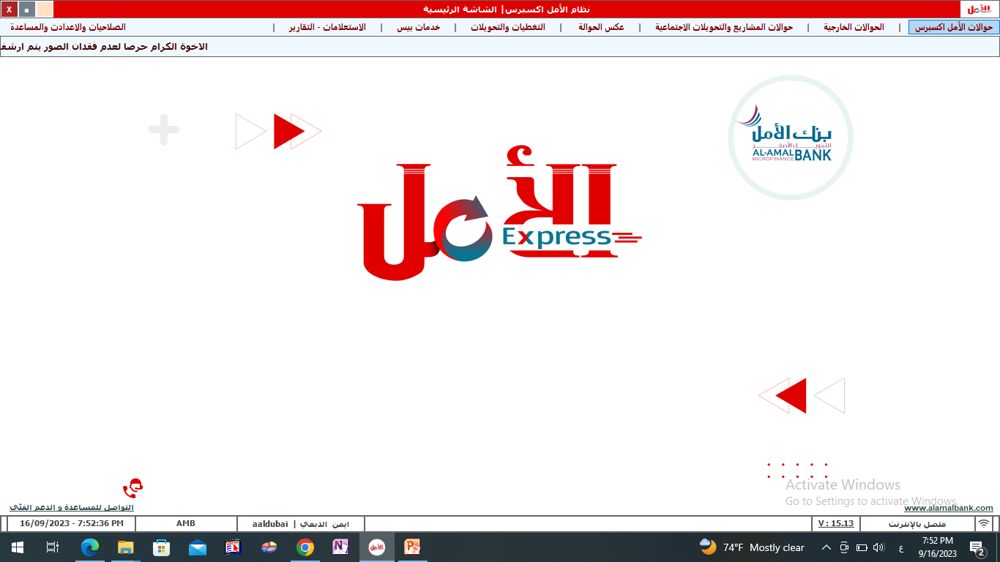 نظام الأمل اكسبرس| الشاشة الرئيسية
الأمل
X
حوالات الأمل اكسبرس | الحوالات الخارجية | حوالات المشاريع والتحويلات الاجتماعية | عكس الحوالة | التغطيات والتحويلات | خدمات بيس | الاستعلامات - التقارير | الصلاحيات والاعدادت والمساعدة
الاخوة الكرام حرصا لعدم فقدان الصور يتم ارشف
بنك الأمل
للتمويل الأصغر
AL-AMAL BANK
MICROFINANCE
الأمل
Express
Activate Windows
Go to Settings to activate Windows.
التواصل للمساعدة و الدعم الفنّي
www.alamalbank.com
16/09/2023 - 7:52:36 PM
AMB
aaldubai | ايمن الدبعي
V : 15.13
متصل بالإنترنت
74°F Mostly clear
ع
7:52 PM
9/16/2023
2